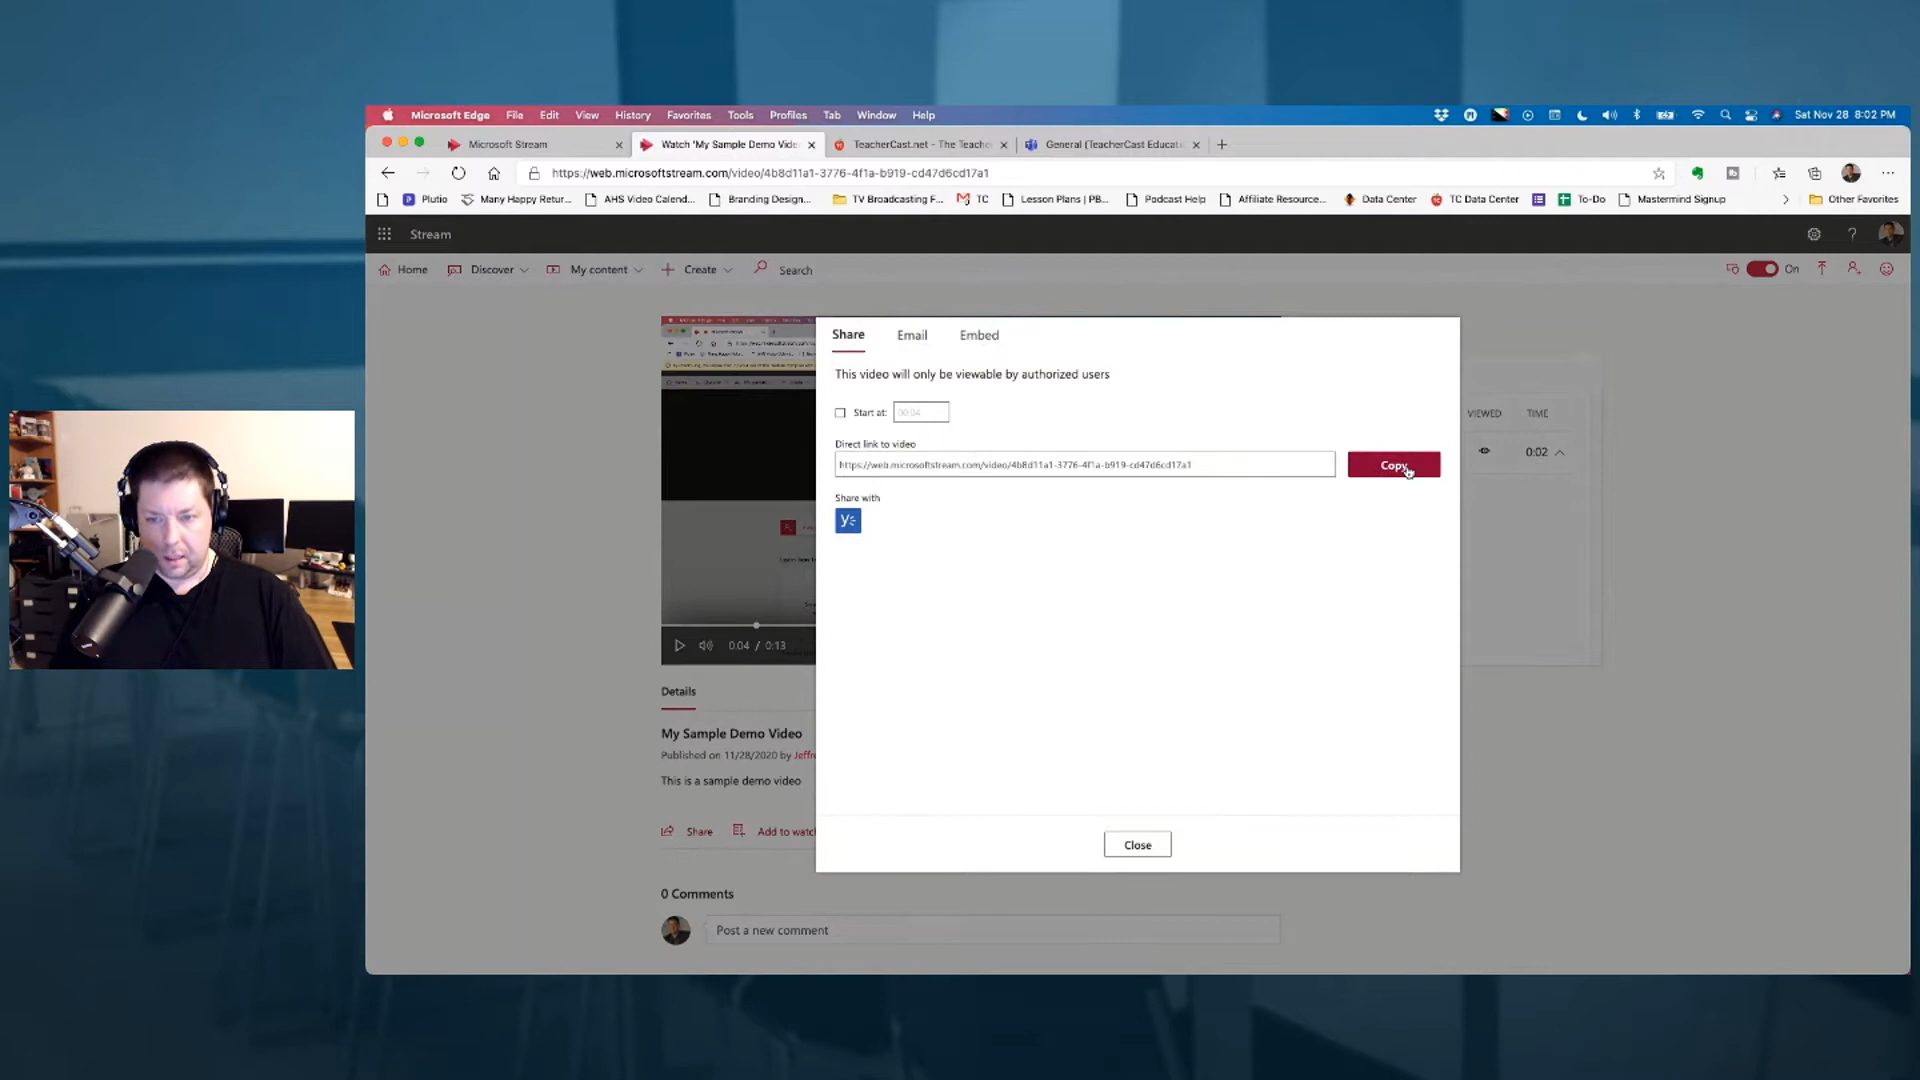 Microsoft Edge File Edit View History Favorites Tools Profiles Tab Window Help Sat Nov 28 8:02 PM
Microsoft Stream Watch 'My Sample Demo Vide TeacherCast.net - The Teache General (TeacherCast Educati
https://web.microsoftstream.com/video/4b8d11a1-3776-4f1a-b919-cd47d6cd17a1
Plutio Many Happy Retur... AHS Video Calend... Branding Design... TV Broadcasting F... TC Lesson Plans | PB... Podcast Help Affiliate Resource... Data Center TC Data Center To-Do Mastermind Signup Other Favorites
Stream ?
Home Discover My content Create Search On
Share Email Embed
This video will only be viewable by authorized users
Start at: 00:04
Direct link to video
https://web.microsoftstream.com/video/4b8d11a1-3776-4f1a-b919-cd47d6cd17a1 Copy
Share with
VIEWED TIME
0:02
0:04 / 0:13
Details
My Sample Demo Video
Published on 11/28/2020 by Jeffre
This is a sample demo video
Share Add to watch
Close
0 Comments
Post a new comment